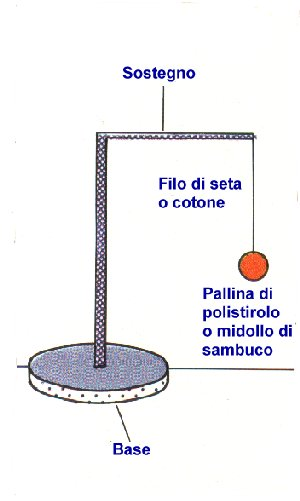 Sostegno
Filo di seta
o cotone
Pallina di
polistirolo
o midollo di
sambuco
Base